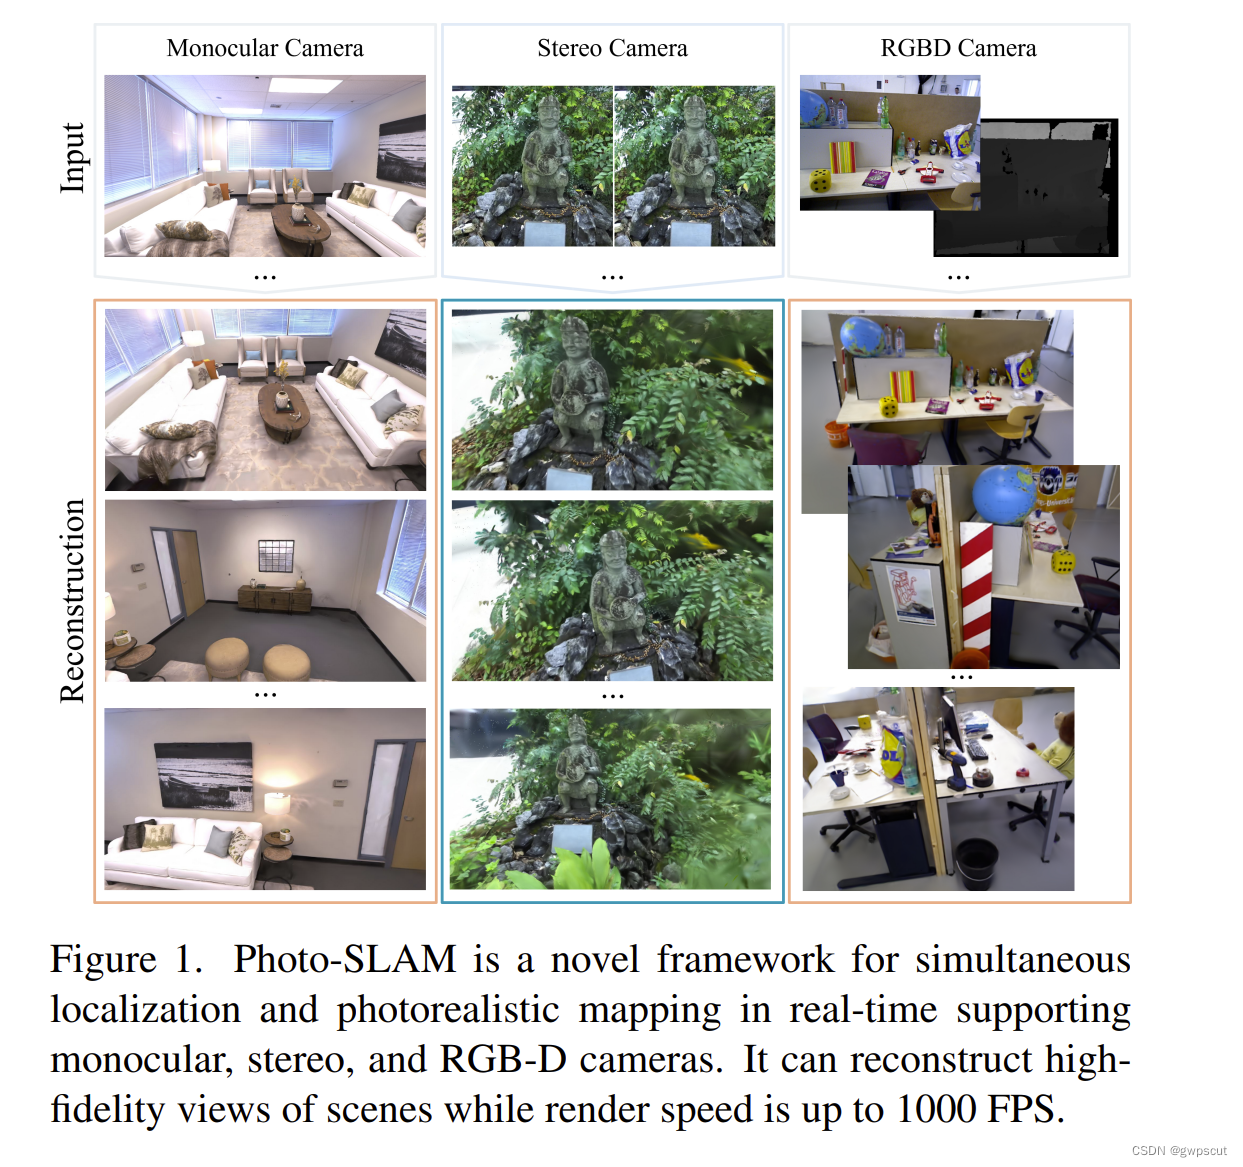 Monocular Camera
Stereo Camera
RGBD Camera
Input
...
...
...
Reconstruction
...
...
...
Figure 1. Photo-SLAM is a novel framework for simultaneous
localization and photorealistic mapping in real-time supporting
monocular, stereo, and RGB-D cameras. It can reconstruct high-
fidelity views of scenes while render speed is up to 1000 FPS.
CSDN @gwpscut